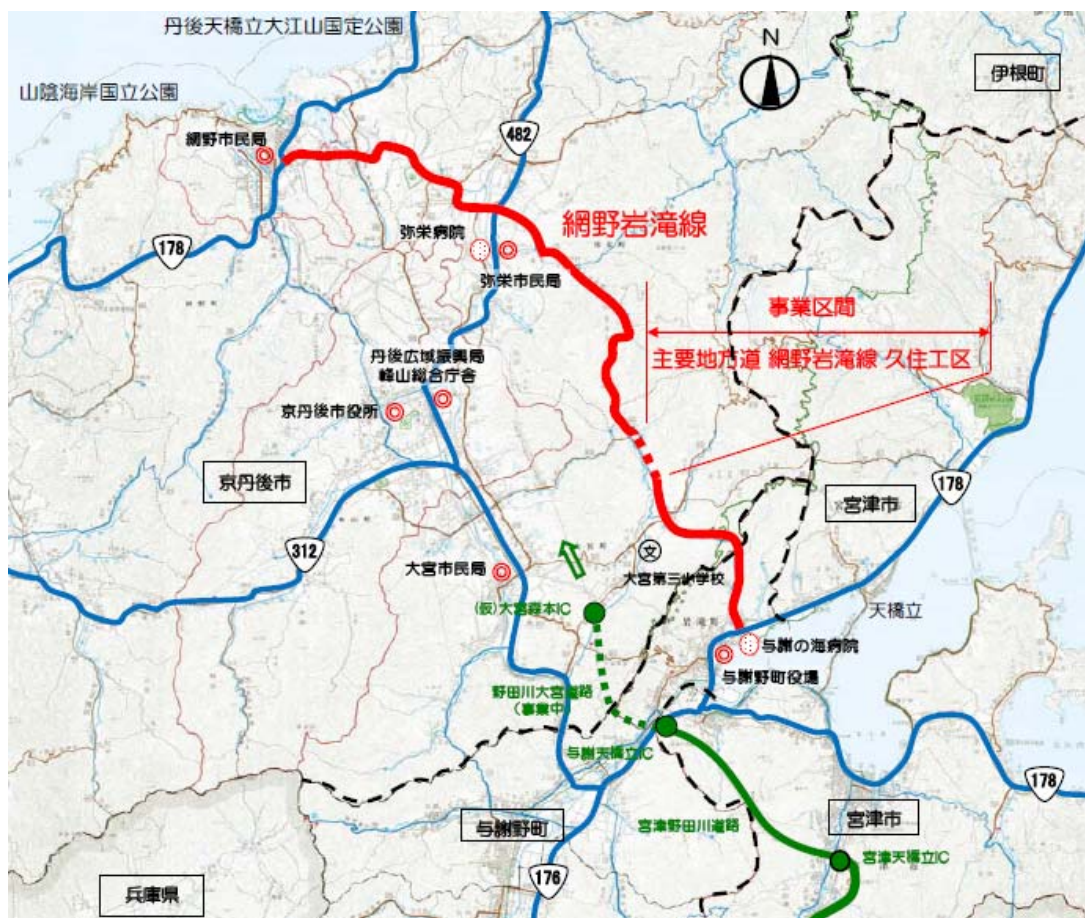 丹後天橋立大江山国定公園
山陰海岸国立公園
N
伊根町
網野市民局
482
網野岩滝線
178
弥栄病院
弥栄市民局
事業区間
主要地方道 網野岩滝線 久住工区
丹後広域振興局
峰山総合庁舎
京丹後市役所
京丹後市
178
宮津市
312
文
大宮第三小学校
大宮市民局
(仮)大宮森本IC
天橋立
与謝の海病院
与謝野町役場
野田川大宮道路
(事業中)
与謝天橋立IC
178
与謝野町
宮津野田川道路
宮津市
宮津天橋立IC
176
兵庫県